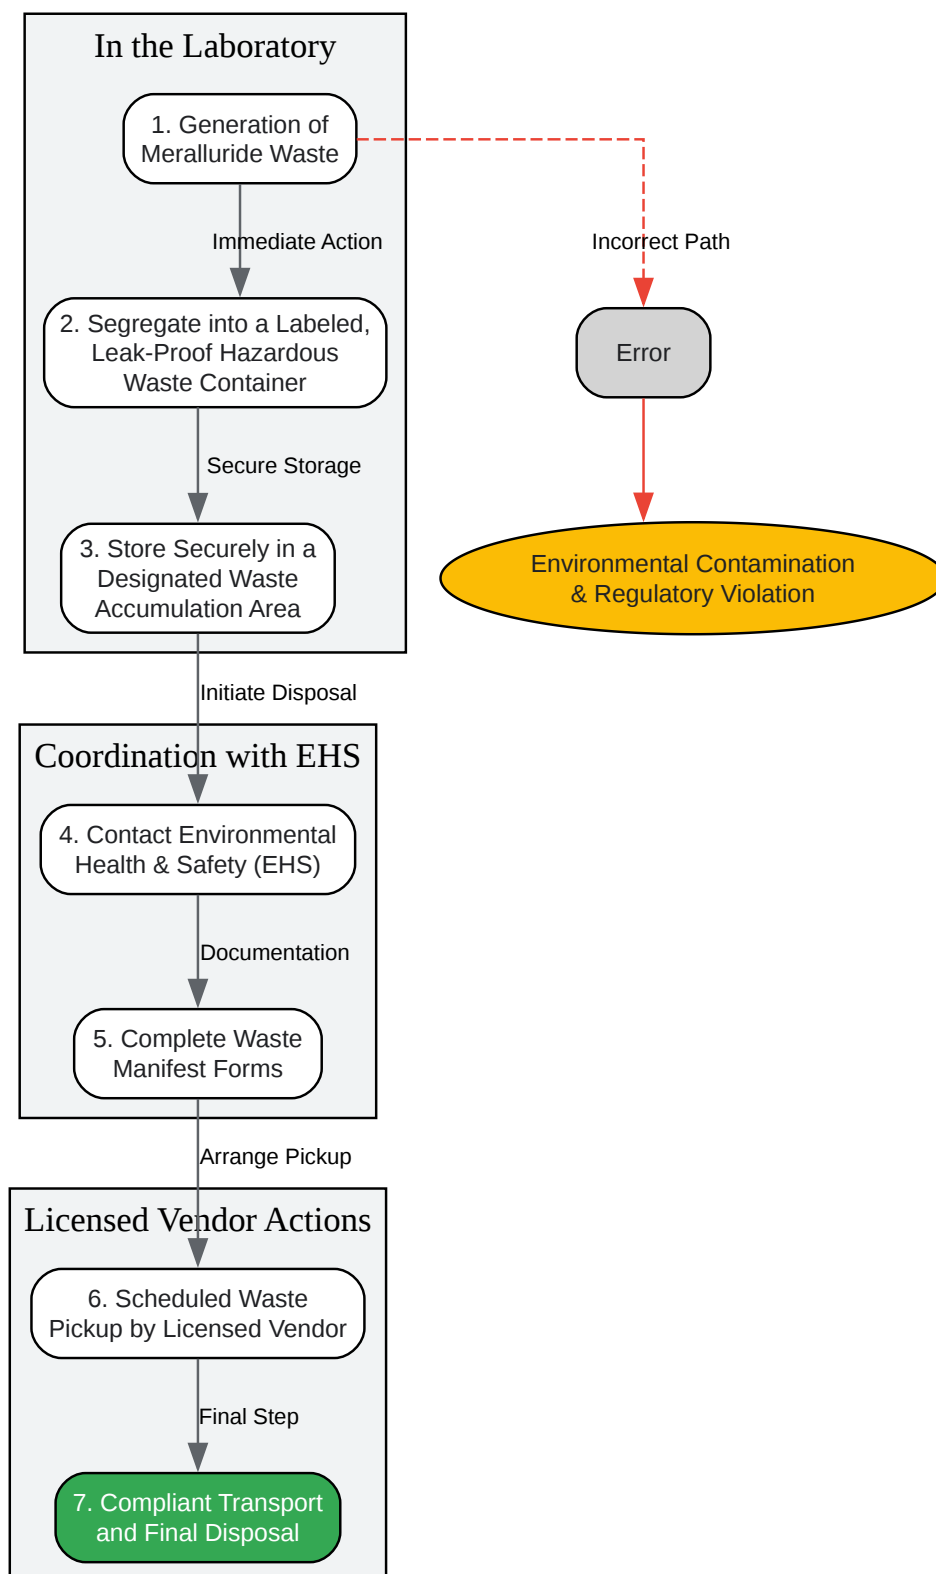 In the Laboratory
1. Generation of
Meralluride Waste
Immediate Action
Incorrect Path
2. Segregate into a Labeled,
Leak-Proof Hazardous
Waste Container
Error
Secure Storage
3. Store Securely in a
Designated Waste
Accumulation Area
Environmental Contamination
& Regulatory Violation
Initiate Disposal
Coordination with EHS
4. Contact Environmental
Health & Safety (EHS)
Documentation
5. Complete Waste
Manifest Forms
Arrange Pickup
Licensed Vendor Actions
6. Scheduled Waste
Pickup by Licensed Vendor
Final Step
7. Compliant Transport
and Final Disposal